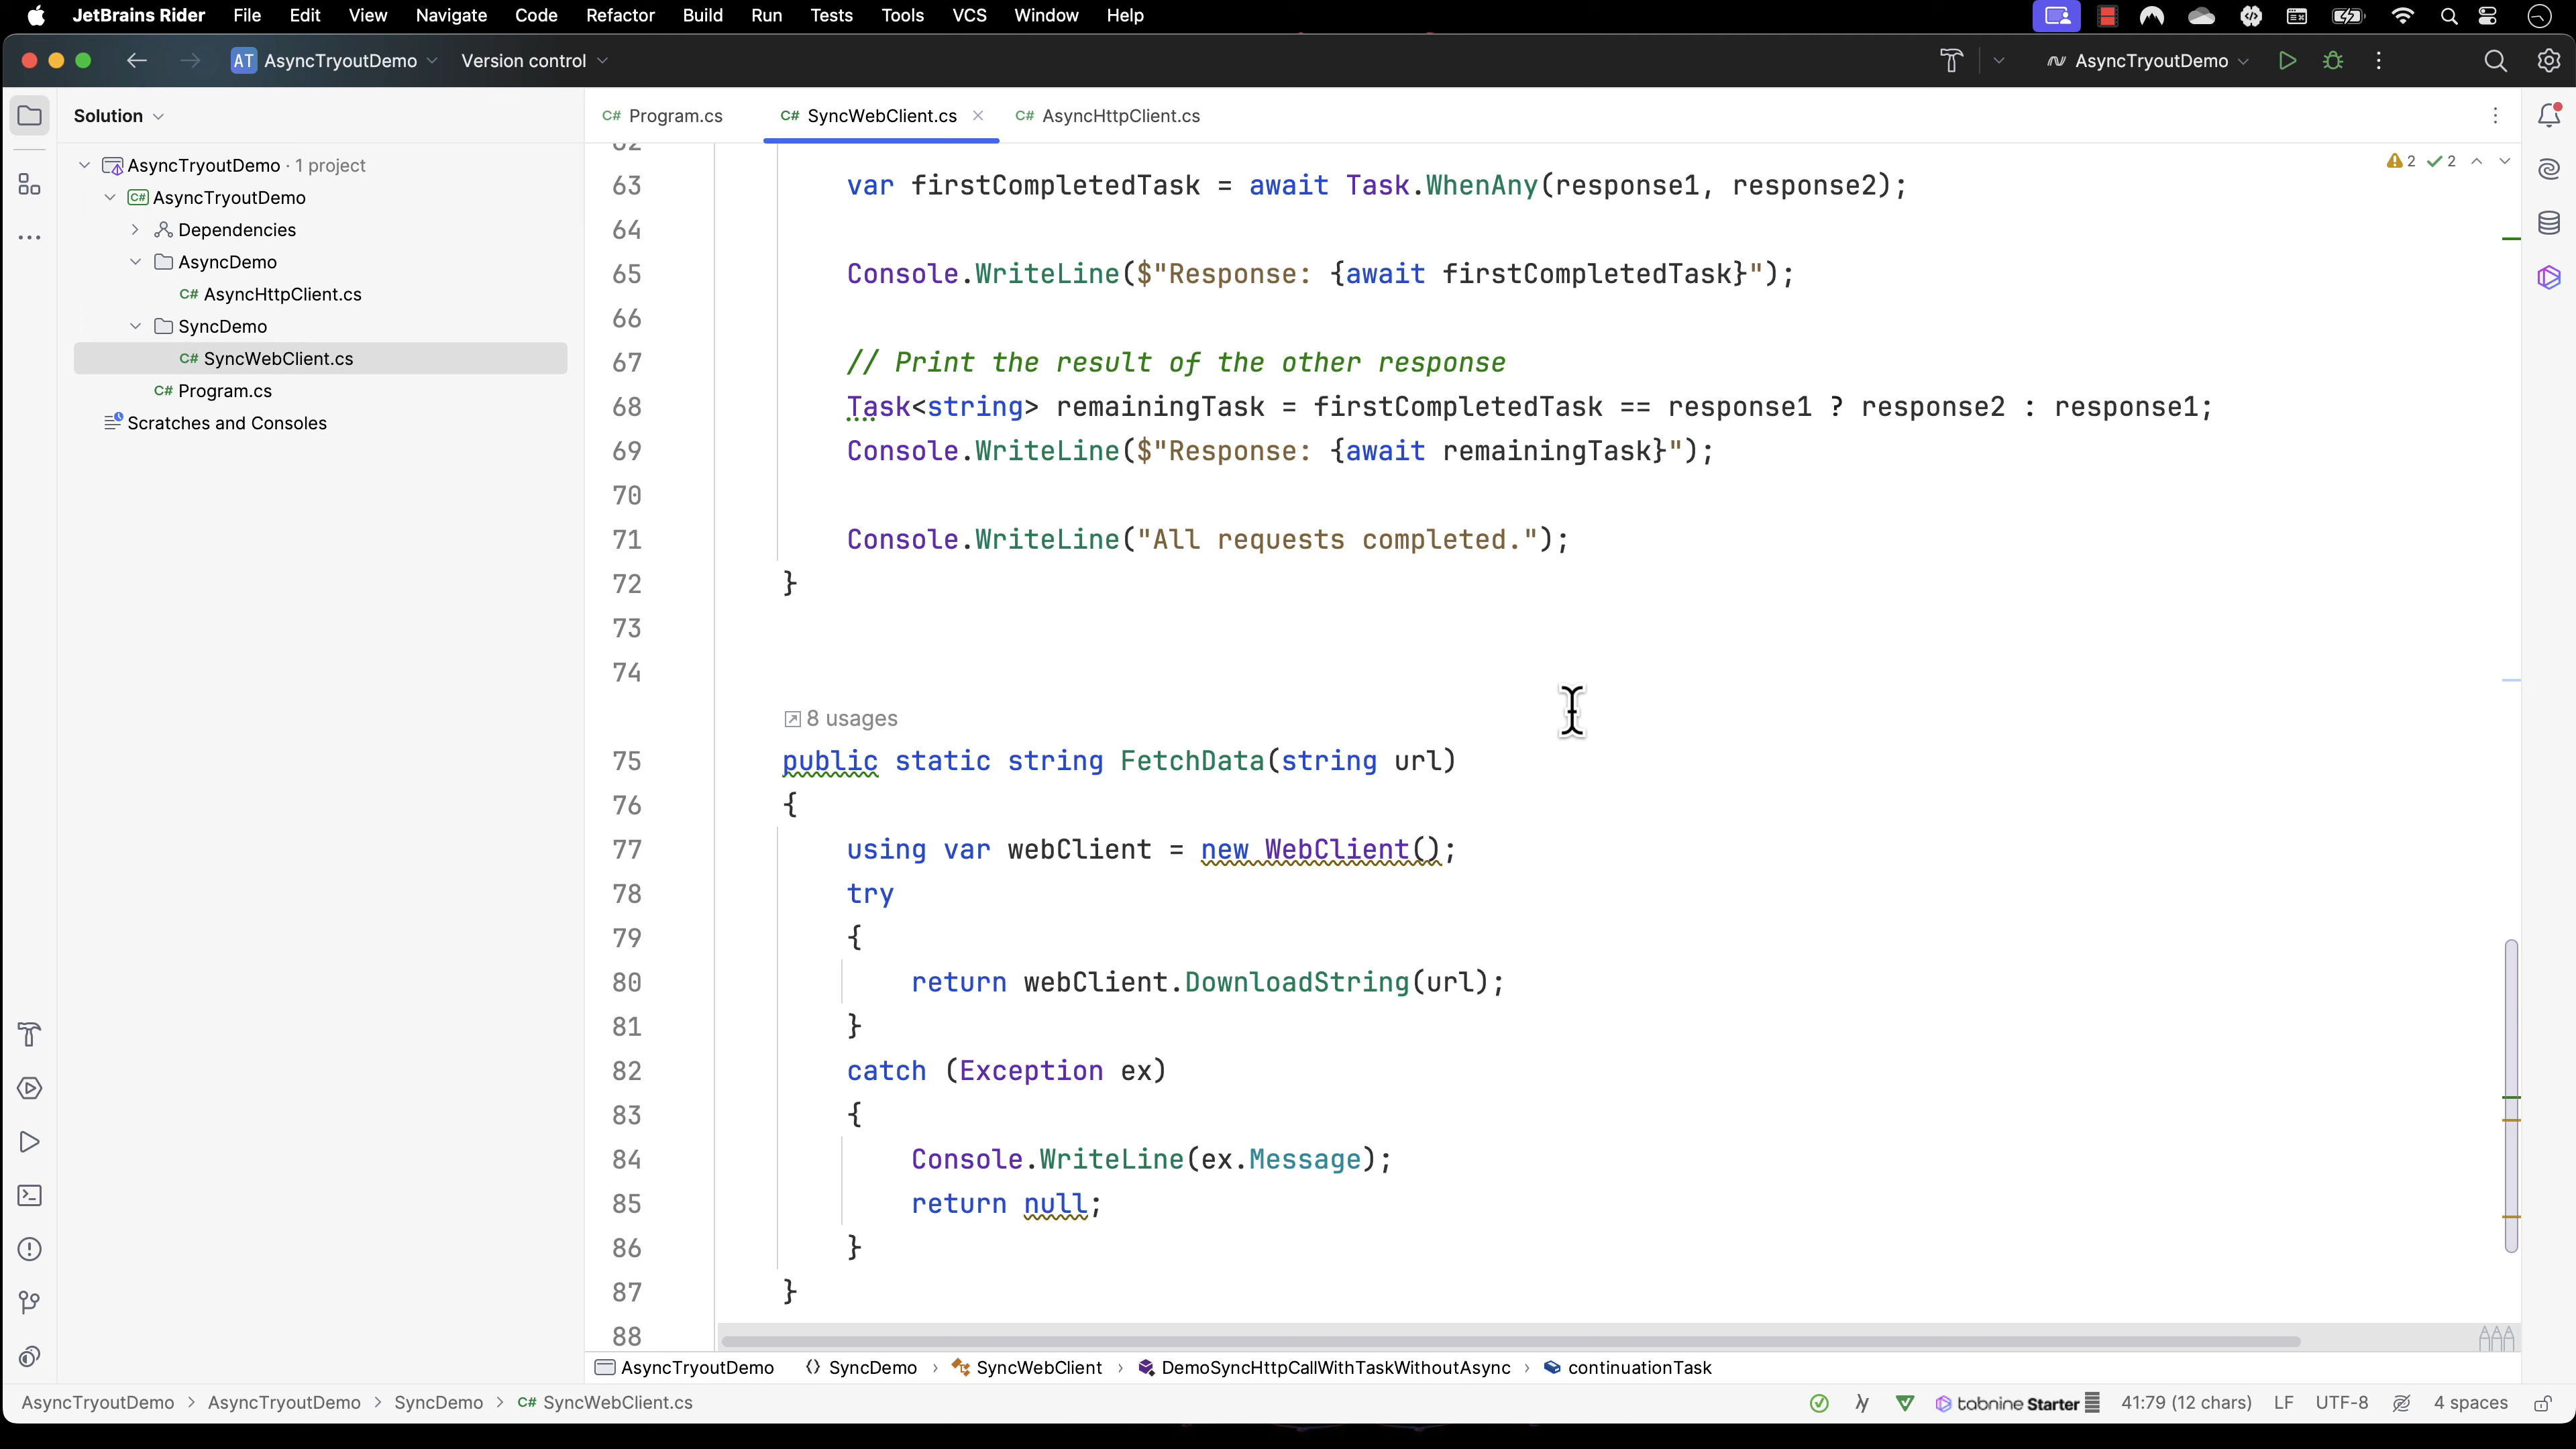 JetBrains Rider File Edit View Navigate Code Refactor Build Run Tests Tools VCS Window Help
AT AsyncTryoutDemo Version control AsyncTryoutDemo
Solution
C# Program.cs C# SyncWebClient.cs C# AsyncHttpClient.cs
AsyncTryoutDemo · 1 project
C# AsyncTryoutDemo
Dependencies
AsyncDemo
C# AsyncHttpClient.cs
SyncDemo
C# SyncWebClient.cs
C# Program.cs
Scratches and Consoles
2 2
62
63 var firstCompletedTask = await Task.WhenAny(response1, response2);
64
65 Console.WriteLine($"Response: {await firstCompletedTask}");
66
67 // Print the result of the other response
68 Task<string> remainingTask = firstCompletedTask == response1 ? response2 : response1;
69 Console.WriteLine($"Response: {await remainingTask}");
70
71 Console.WriteLine("All requests completed.");
72 }
73
74
8 usages
75 public static string FetchData(string url)
76 {
77 using var webClient = new WebClient();
78 try
79 {
80 return webClient.DownloadString(url);
81 }
82 catch (Exception ex)
83 {
84 Console.WriteLine(ex.Message);
85 return null;
86 }
87 }
88
AsyncTryoutDemo SyncDemo › SyncWebClient › DemoSyncHttpCallWithTaskWithoutAsync › continuationTask
AsyncTryoutDemo > AsyncTryoutDemo > SyncDemo > C# SyncWebClient.cs tabnine Starter 41:79 (12 chars) LF UTF-8 4 spaces